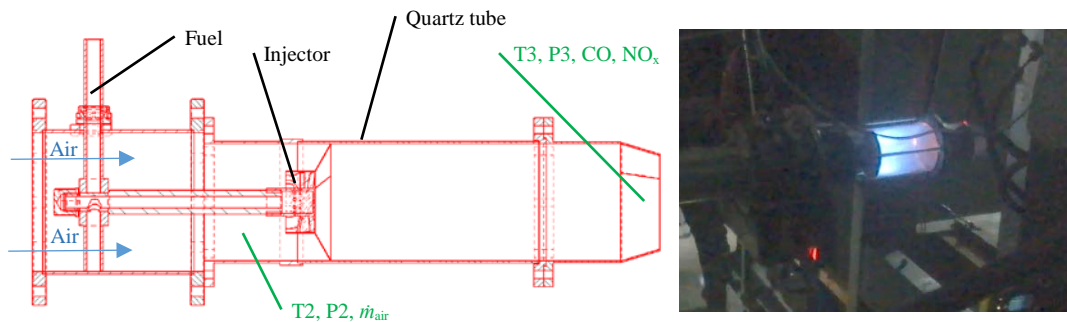 Quartz tube
Fuel
Injector
T3, P3, CO, NOₓ
Air
Air
T2, P2, ṁair